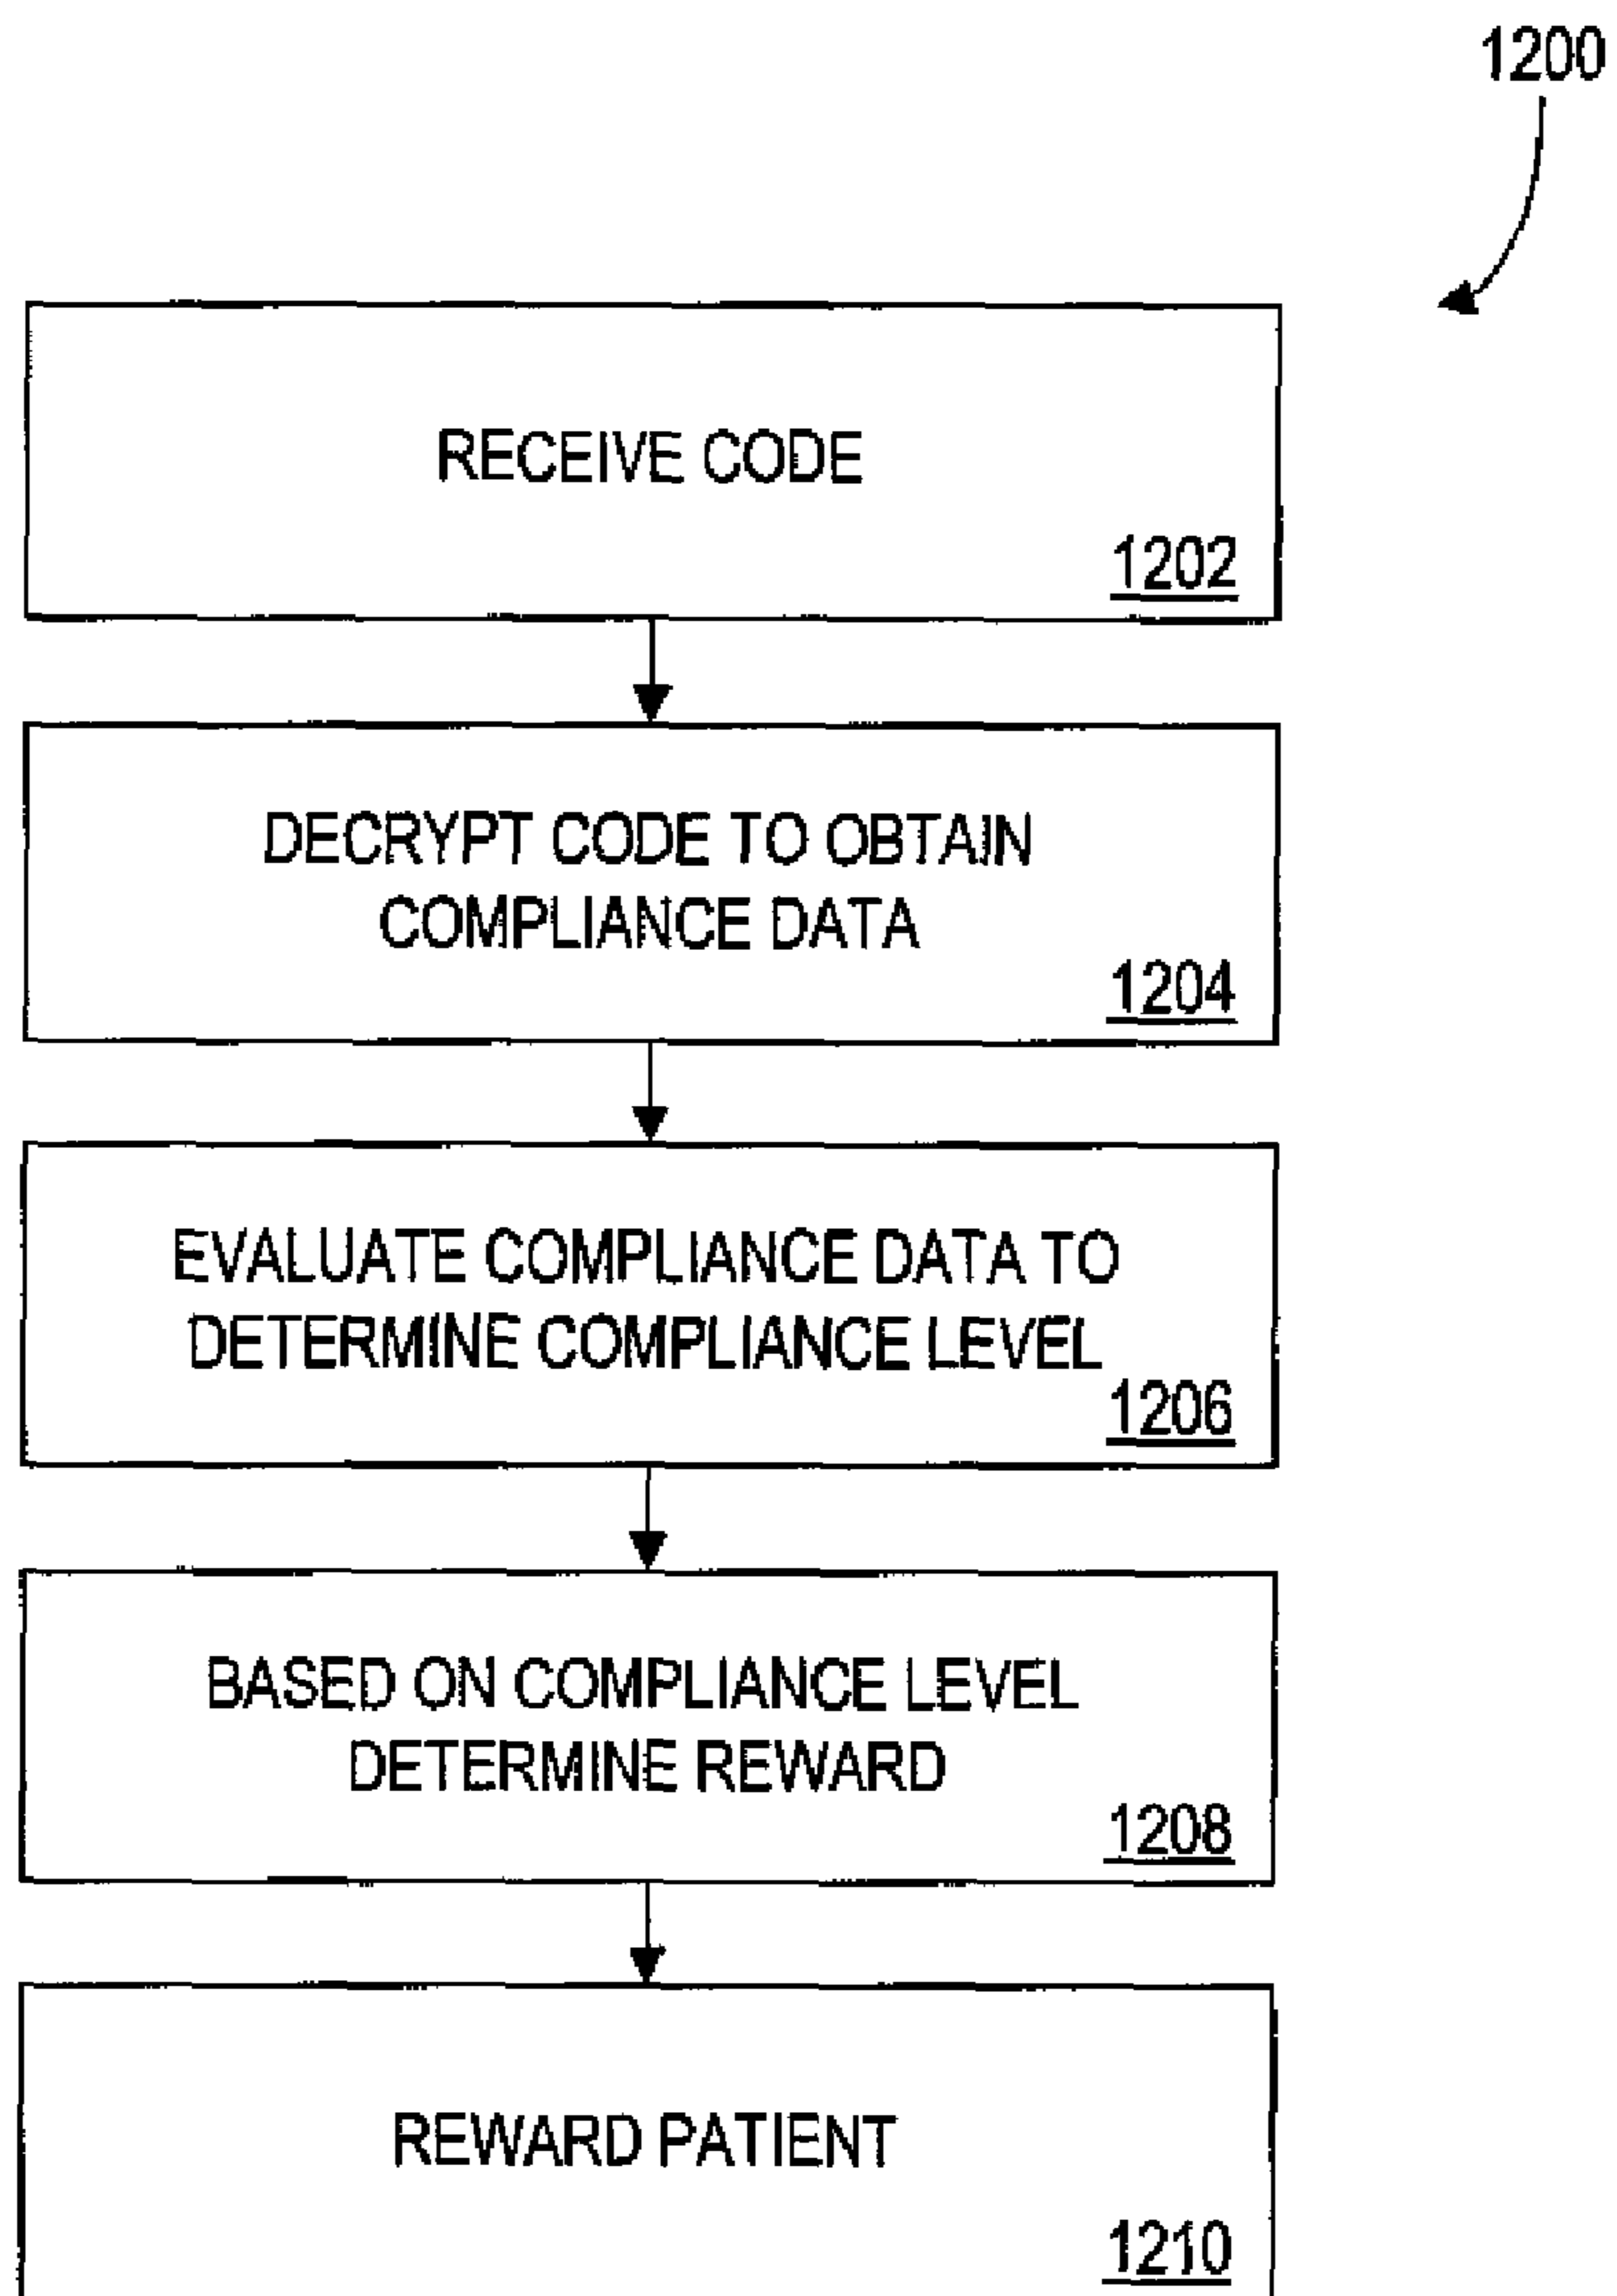 1200
RECEIVE CODE
1202
DECRYPT CODE TO OBTAIN
COMPLIANCE DATA
1204
EVALUATE COMPLIANCE DATA TO
DETERMINE COMPLIANCE LEVEL
1206
BASED ON COMPLIANCE LEVEL
DETERMINE REWARD
1208
REWARD PATIENT
1210